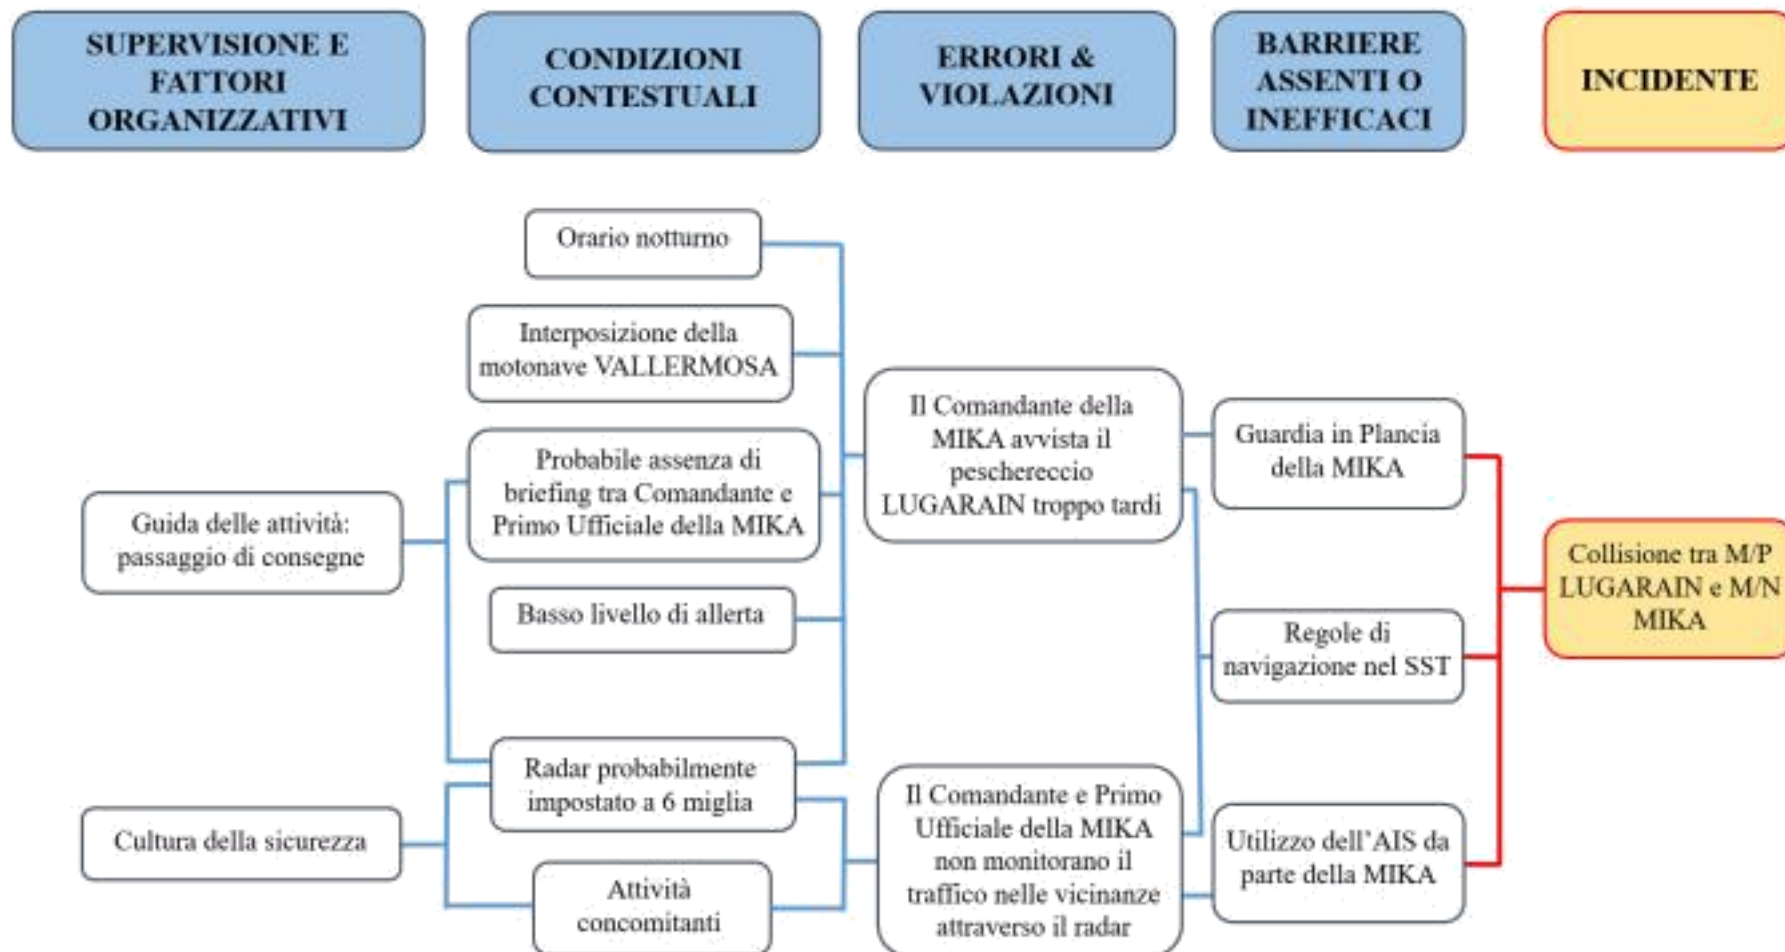 SUPERVISIONE E
FATTORI
ORGANIZZATIVI
CONDIZIONI
CONTESTUALI
ERRORI &
VIOLAZIONI
BARRIERE
ASSENTI O
INEFFICACI
INCIDENTE
Orario notturno
Interposizione della
motonave VALLERMOSA
Probabile assenza di
briefing tra Comandante e
Primo Ufficiale della MIKA
Guida delle attività:
passaggio di consegne
Basso livello di allerta
Radar probabilmente
impostato a 6 miglia
Cultura della sicurezza
Attività
concomitanti
Il Comandante della
MIKA avvista il
peschereccio
LUGARAIN troppo tardi
Il Comandante e Primo
Ufficiale della MIKA
non monitorano il
traffico nelle vicinanze
attraverso il radar
Guardia in Plancia
della MIKA
Regole di
navigazione nel SST
Utilizzo dell'AIS da
parte della MIKA
Collisione tra M/P
LUGARAIN e M/N
MIKA